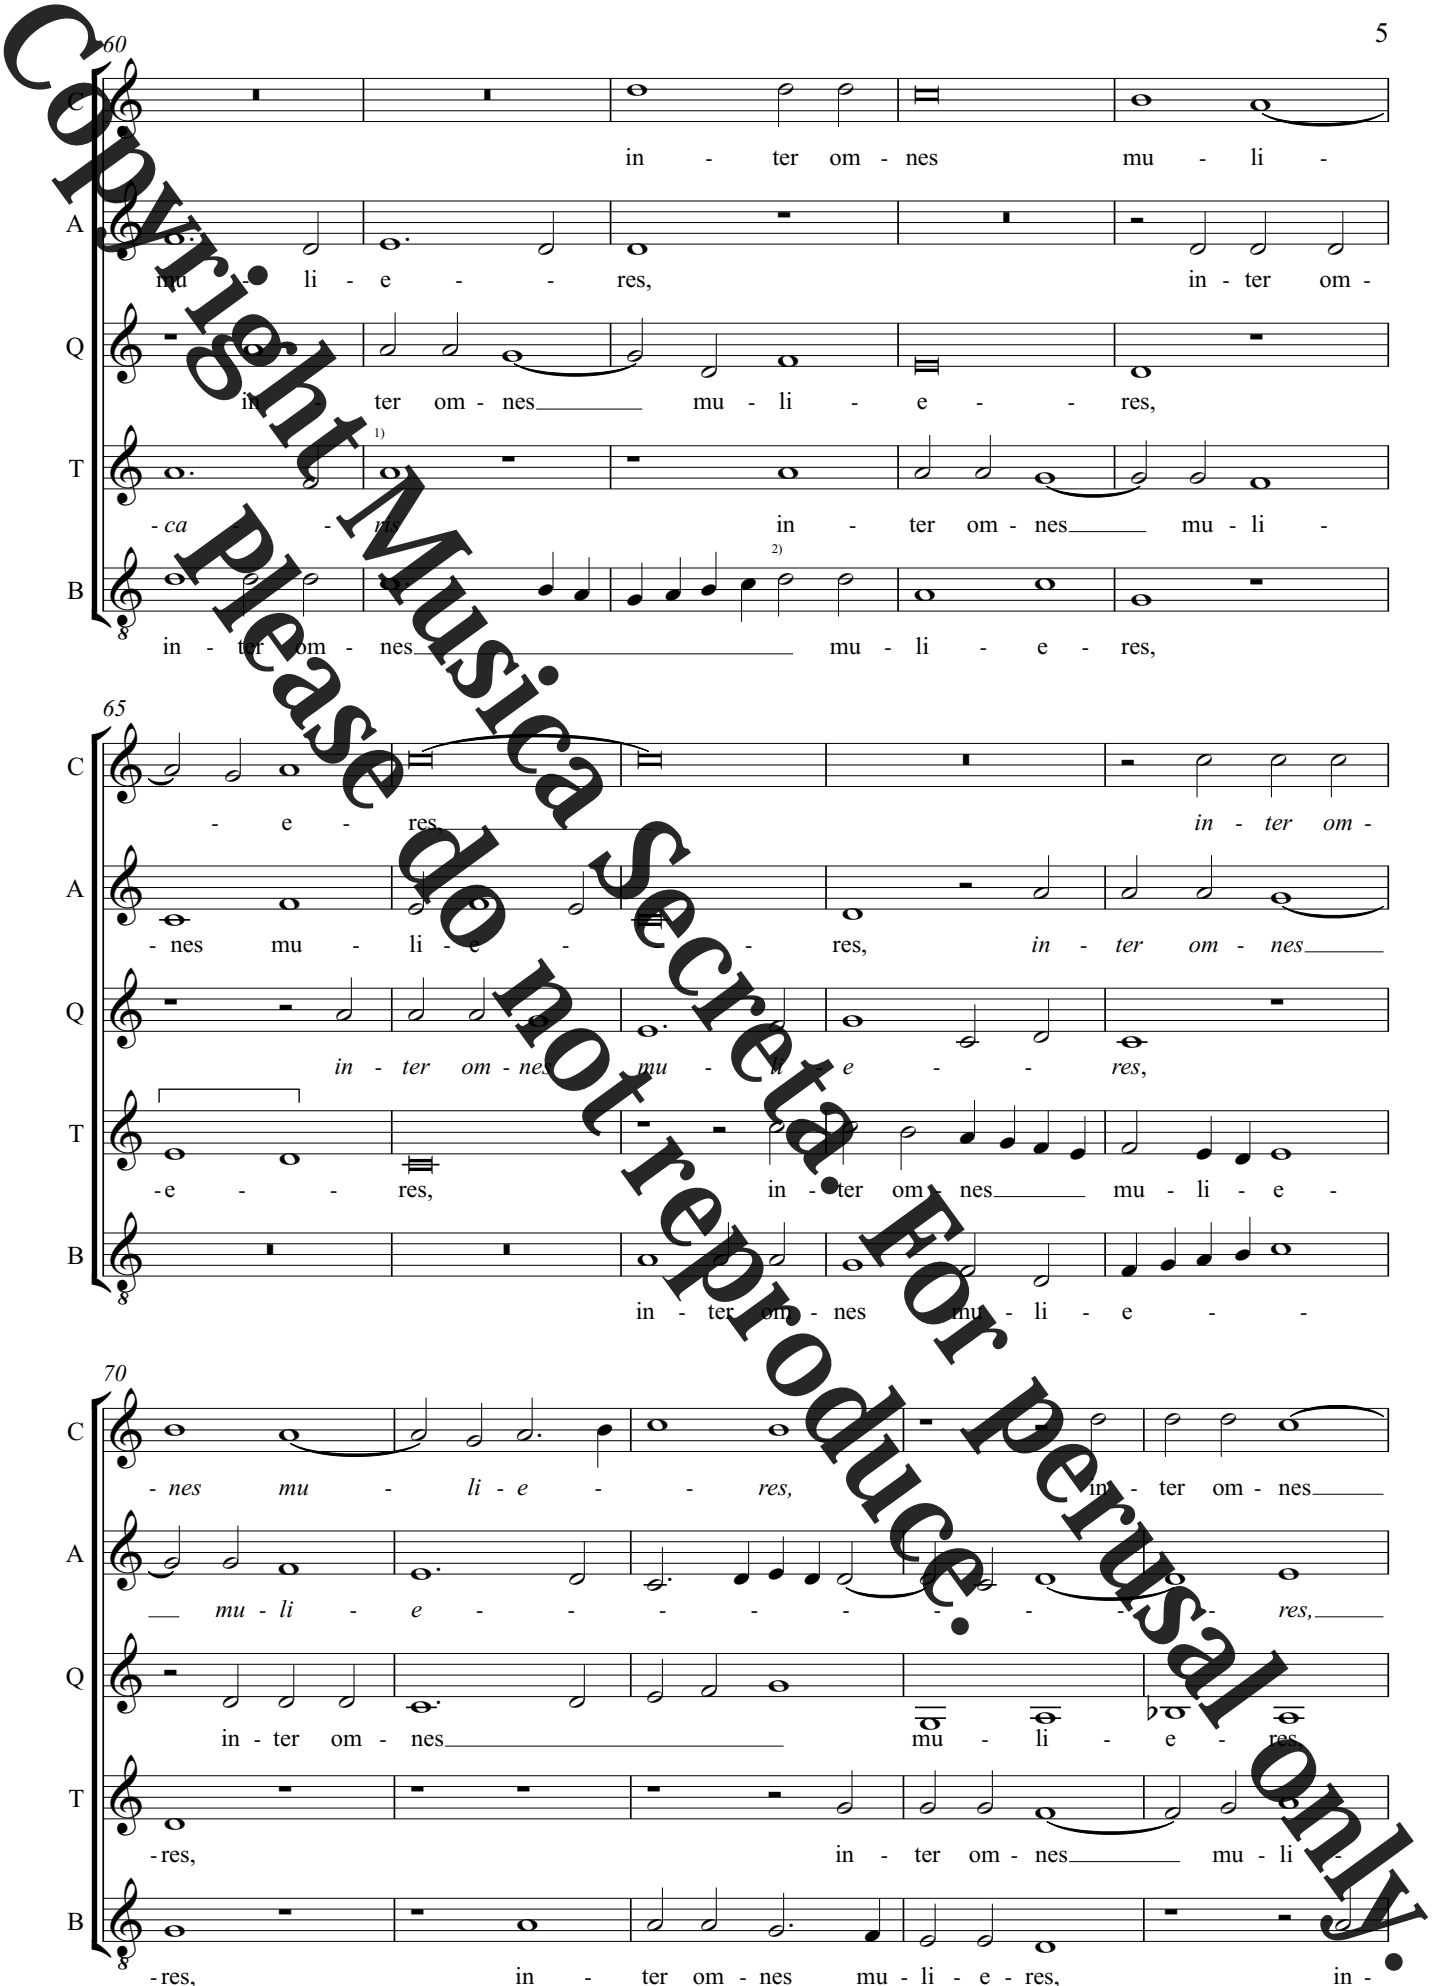 5
60
C
in - ter om - nes mu - li -
A
mu - li - e - - res, in - ter om -
Q
in - ter om - nes mu - li - e - - res,
1)
T
- ca - - ris in - ter om - nes mu - li -
2)
B
8
in - ter om - nes mu - li - e - res,
65
C
- e - res, in - ter om -
A
- nes mu - li - e - - res, in - ter om - nes
Q
in - ter om - nes mu - li - e - - res,
T
- e - - res, in - ter om - nes mu - li - e -
B
8
in - ter om - nes mu - li - e - -
70
C
- nes mu - li - e - - res, in - ter om - nes
A
mu - li - e - - - - - - - - - res,
Q
in - ter om - nes mu - li - e - res,
T
- res, in - ter om - nes mu - li -
B
8
- res, in - ter om - nes mu - li - e - res, in -
Copyright Musica Secreta. For perusal only.
Please do not reproduce.